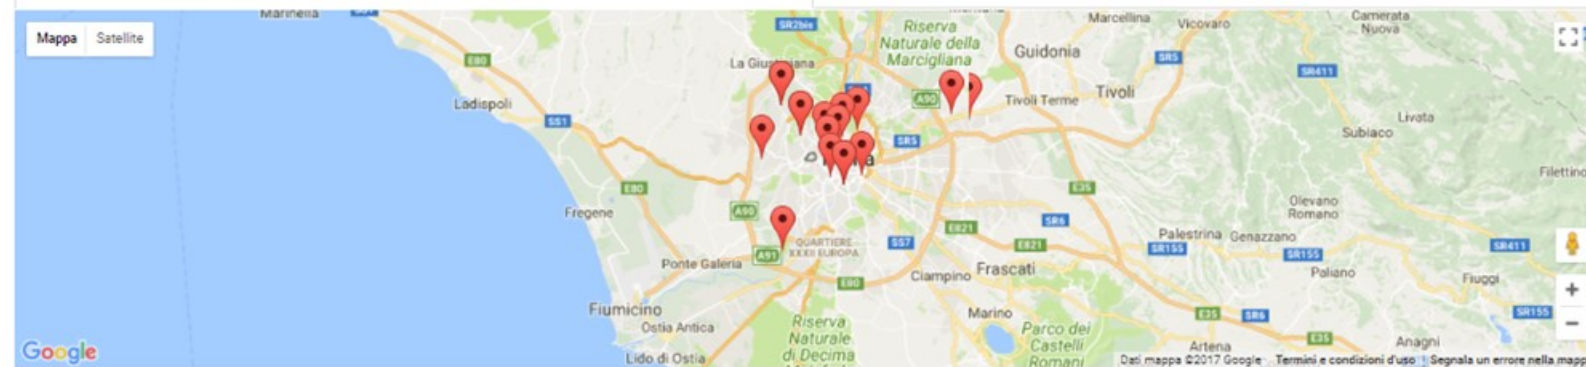 Marinella
SR2bis
Riserva
Naturale della
Marcigliana
Marcellina
Vicovaro
Camerata
Nuova
Mappa
Satellite
E80
La Giustiniana
Guidonia
SR5
SR411
Ladispoli
A90
Tivoli Terme
Tivoli
Livata
SS1
SR5
Subiaco
Filettino
E80
E35
Fregene
A90
Olevano
Romano
SR6
QUARTIERE
XXXII EUROPA
SS7
E821
E821
Palestrina
Genazzano
SR155
SR155
SR411
Ponte Galeria
A91
Ciampino
Frascati
Paliano
Fiuggi
E80
Fiumicino
Ostia Antica
Marino
E35
SR6
SR155
Riserva
Naturale
di Decima
Parco dei
Castelli
Romani
E35
Artena
Anagni
Google
Lido di Ostia
Dati mappa ©2017 Google
Termini e condizioni d'uso
Segnala un errore nella mapp